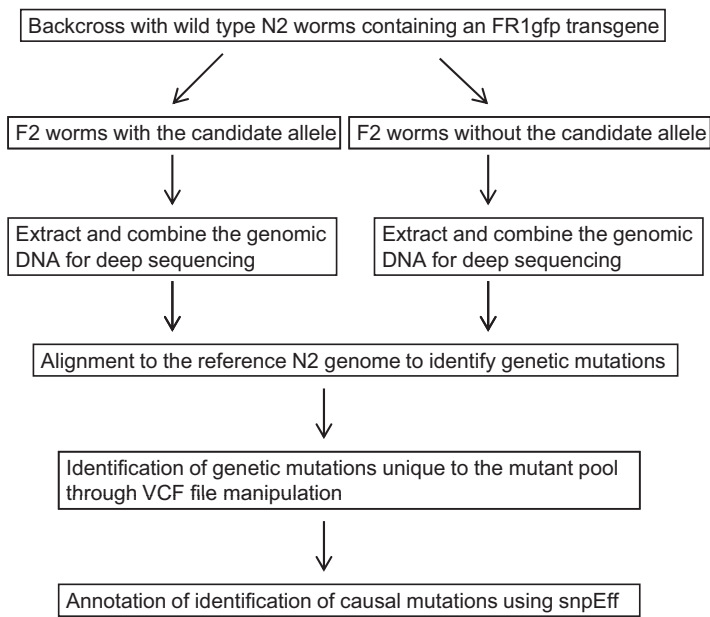 Backcross with wild type N2 worms containing an FR1gfp transgene
F2 worms with the candidate allele
F2 worms without the candidate allele
Extract and combine the genomic
DNA for deep sequencing
Extract and combine the genomic
DNA for deep sequencing
Alignment to the reference N2 genome to identify genetic mutations
Identification of genetic mutations unique to the mutant pool
through VCF file manipulation
Annotation of identification of causal mutations using snpEff